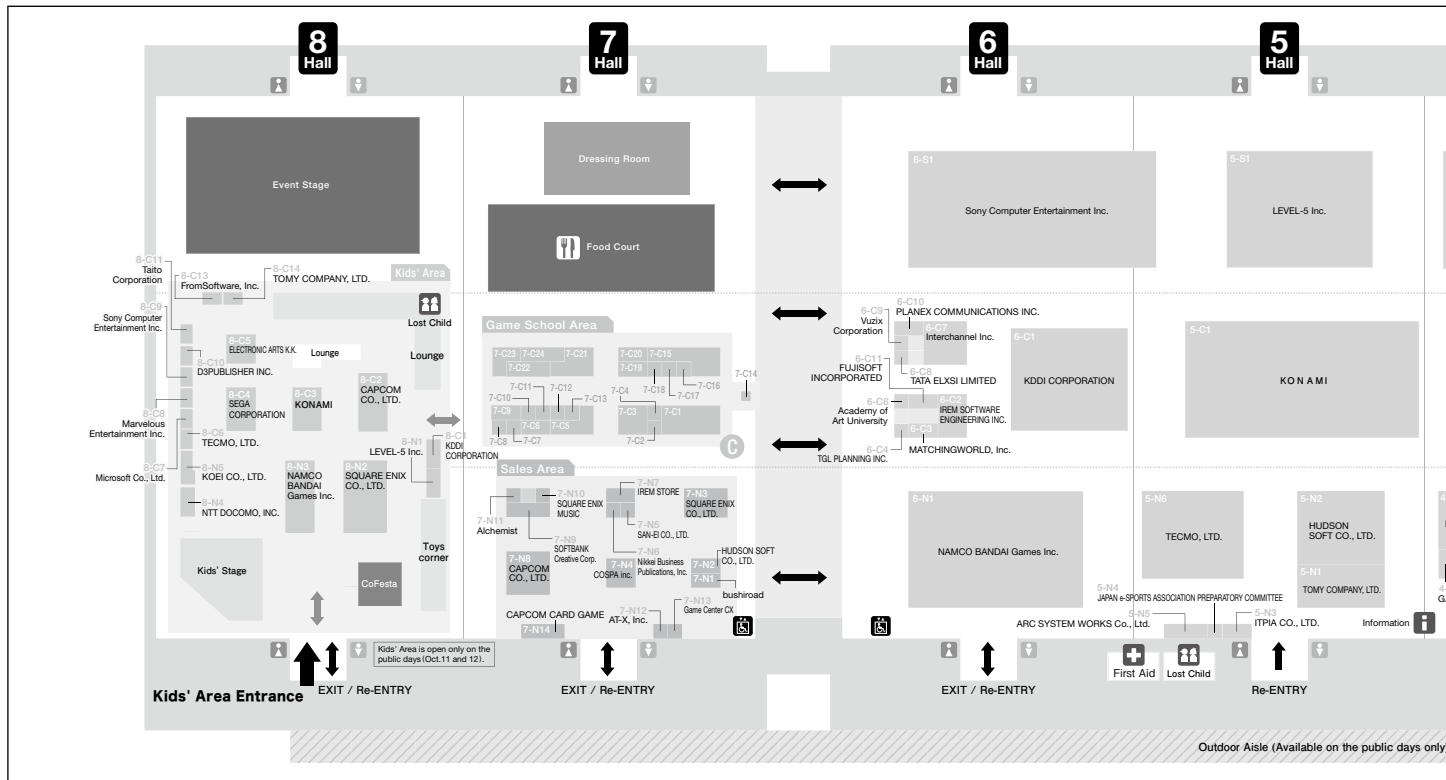 8
Hall
7
Hall
6
Hall
5
Hall
Event Stage
Dressing Room
Food Court
6-S1
Sony Computer Entertainment Inc.
5-S1
LEVEL-5 Inc.
8-C11
Taito
Corporation
8-C13
FromSoftware, Inc.
8-C14
TOMY COMPANY, LTD.
Kids' Area
Lost Child
8-C9
Sony Computer
Entertainment Inc.
8-C5
ELECTRONIC ARTS K.K.
Lounge
Lounge
8-C10
D3PUBLISHER INC.
8-C4
SEGA
CORPORATION
8-C3
KONAMI
8-C2
CAPCOM
CO., LTD.
8-C8
Marvelous
Entertainment Inc.
8-C6
TECMO, LTD.
8-C7
Microsoft Co., Ltd.
8-N5
KOEI CO., LTD.
8-N4
NTT DOCOMO, INC.
8-N3
NAMCO
BANDAI
Games Inc.
8-N2
SQUARE ENIX
CO., LTD.
8-N1
LEVEL-5 Inc.
8-C1
KDDI
CORPORATION
Kids' Stage
CoFesta
Toys
corner
Game School Area
7-C23
7-C24
7-C21
7-C22
7-C20
7-C15
7-C19
7-C14
7-C18
7-C16
7-C17
7-C11
7-C12
7-C10
7-C13
7-C4
7-C9
7-C6
7-C5
7-C3
7-C1
7-C8
7-C7
7-C2
C
Sales Area
7-N10
SQUARE ENIX
MUSIC
7-N11
Alchemist
7-N9
SOFTBANK
Creative Corp.
7-N7
IREM STORE
7-N3
SQUARE ENIX
CO., LTD.
7-N5
SAN-EI CO., LTD.
7-N6
Nikkei Business
Publications, Inc.
7-N8
CAPCOM
CO., LTD.
7-N4
COSPA inc.
HUDSON SOFT
CO., LTD.
7-N2
7-N1
bushiroad
7-N13
Game Center CX
7-N12
AT-X, Inc.
CAPCOM CARD GAME
7-N14
6-C10
PLANEX COMMUNICATIONS INC.
6-C9
Vuzix
Corporation
6-C7
Interchannel Inc.
6-C11
FUJISOFT
INCORPORATED
6-C8
TATA ELXSI LIMITED
6-C1
KDDI CORPORATION
6-C6
Academy of
Art University
6-C2
IREM SOFTWARE
ENGINEERING INC.
6-C3
MATCHINGWORLD, Inc.
6-C4
TGL PLANNING INC.
5-C1
KONAMI
6-N1
NAMCO BANDAI Games Inc.
5-N6
TECMO, LTD.
5-N2
HUDSON
SOFT CO., LTD.
5-N1
TOMY COMPANY, LTD.
5-N4
JAPAN e-SPORTS ASSOCIATION PREPARATORY COMMITTEE
5-N5
ARC SYSTEM WORKS Co., Ltd.
5-N3
ITPIA CO., LTD.
Information
Kids' Area is open only on the
public days (Oct.11 and 12).
Kids' Area Entrance
EXIT / Re-ENTRY
EXIT / Re-ENTRY
EXIT / Re-ENTRY
First Aid
Lost Child
Re-ENTRY
Outdoor Aisle (Available on the public days only)